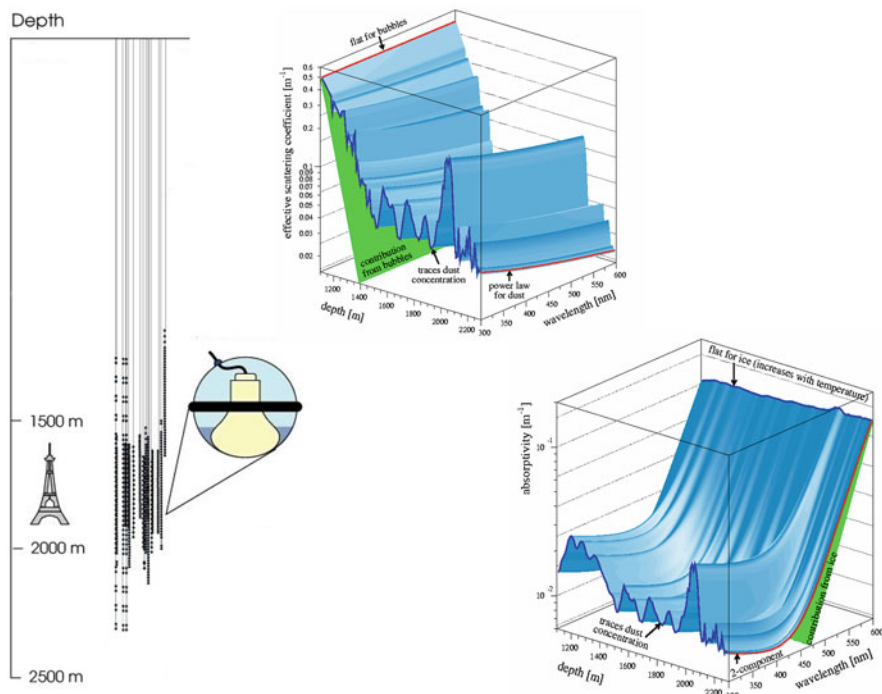 Depth
1500 m
2000 m
2500 m
flat for bubbles
effective scattering coefficient [m⁻¹]
0.6
0.5
0.4
0.3
0.2
0.1
0.09
0.08
0.07
0.06
0.05
0.04
0.03
0.02
contribution
from bubbles
traces dust
concentration
power law
for dust
1200
1400
1600
1800
2000
2200
depth [m]
300
350
400
450
500
550
600
wavelength [nm]
flat for ice (increases with temperature)
absorptivity [m⁻¹]
10⁻¹
10⁻²
traces dust
concentration
2-component
contribution from ice
1200
1400
1600
1800
2000
2200
depth [m]
350
400
450
500
550
600
wavelength [nm]